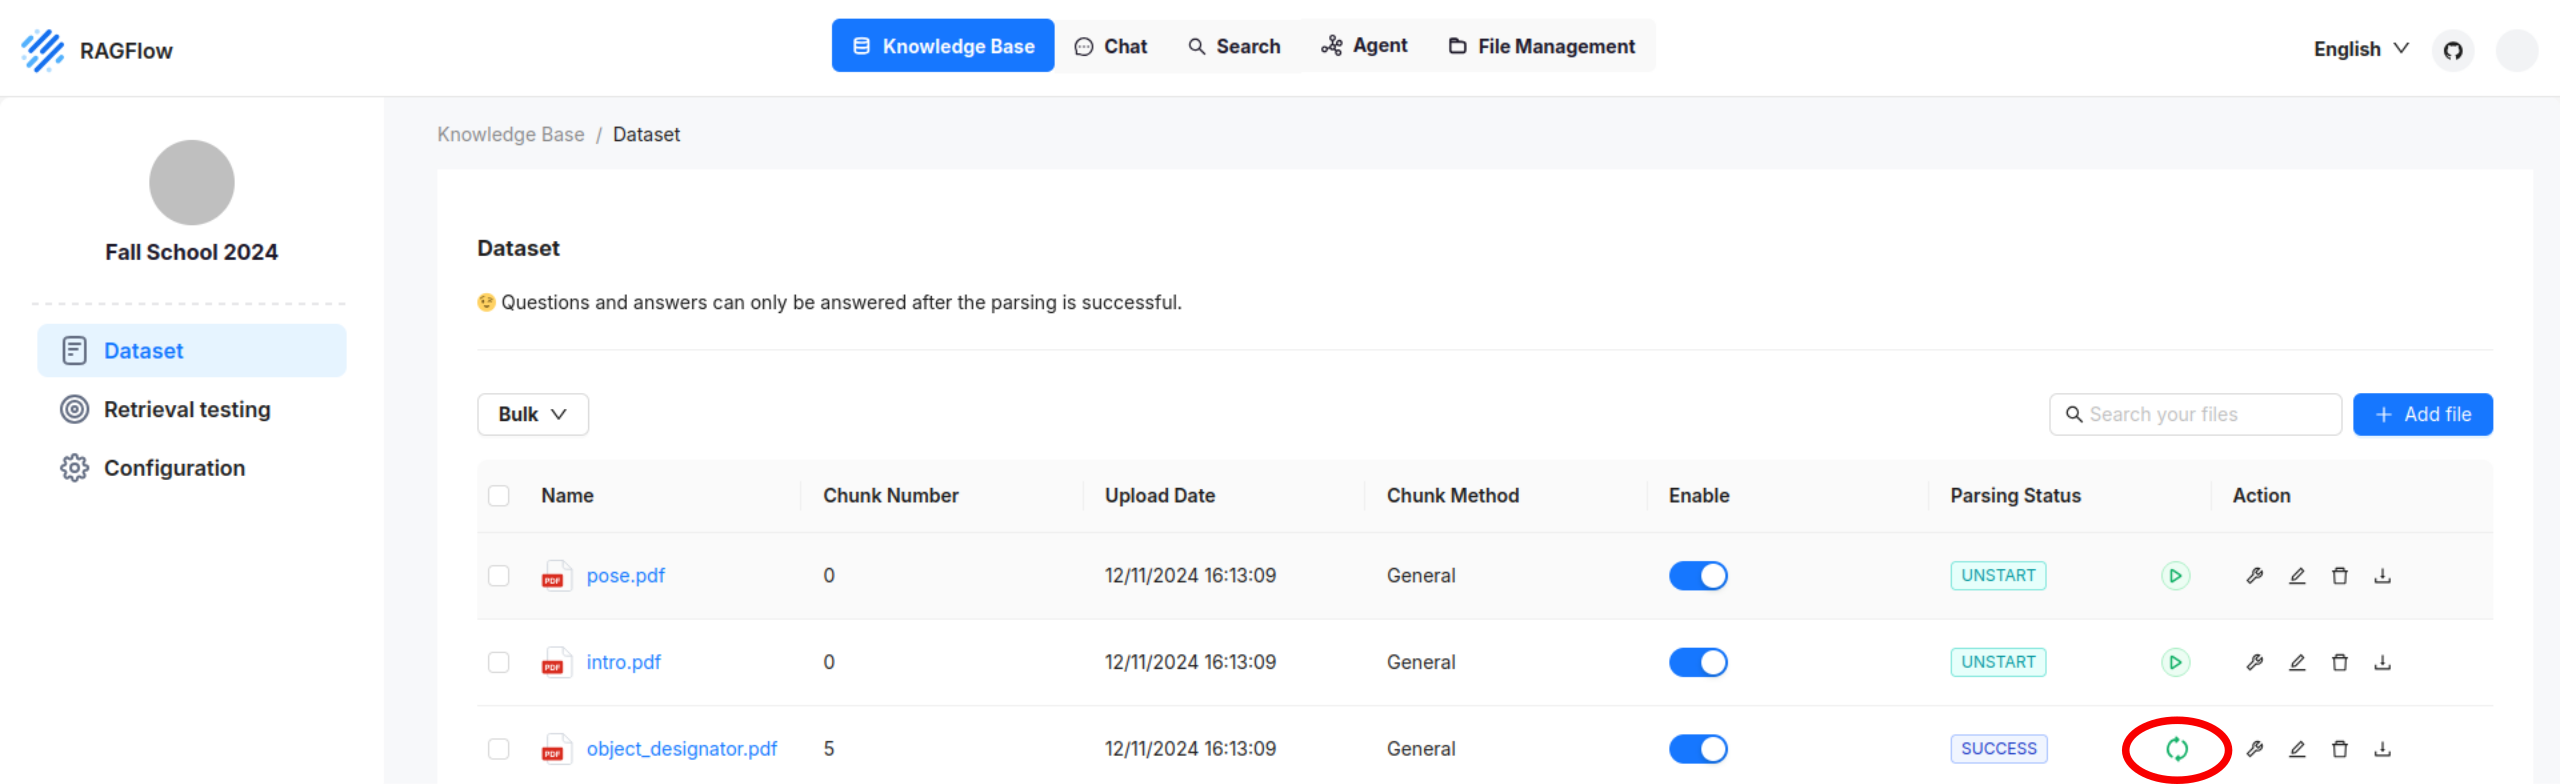 RAGFlow
Knowledge Base Chat Search Agent File Management
English
Fall School 2024
Dataset
Retrieval testing
Configuration
Knowledge Base / Dataset
Dataset
Questions and answers can only be answered after the parsing is successful.
Bulk
Search your files
+ Add file
Name Chunk Number Upload Date Chunk Method Enable Parsing Status Action
PDF pose.pdf 0 12/11/2024 16:13:09 General UNSTART
PDF intro.pdf 0 12/11/2024 16:13:09 General UNSTART
PDF object_designator.pdf 5 12/11/2024 16:13:09 General SUCCESS